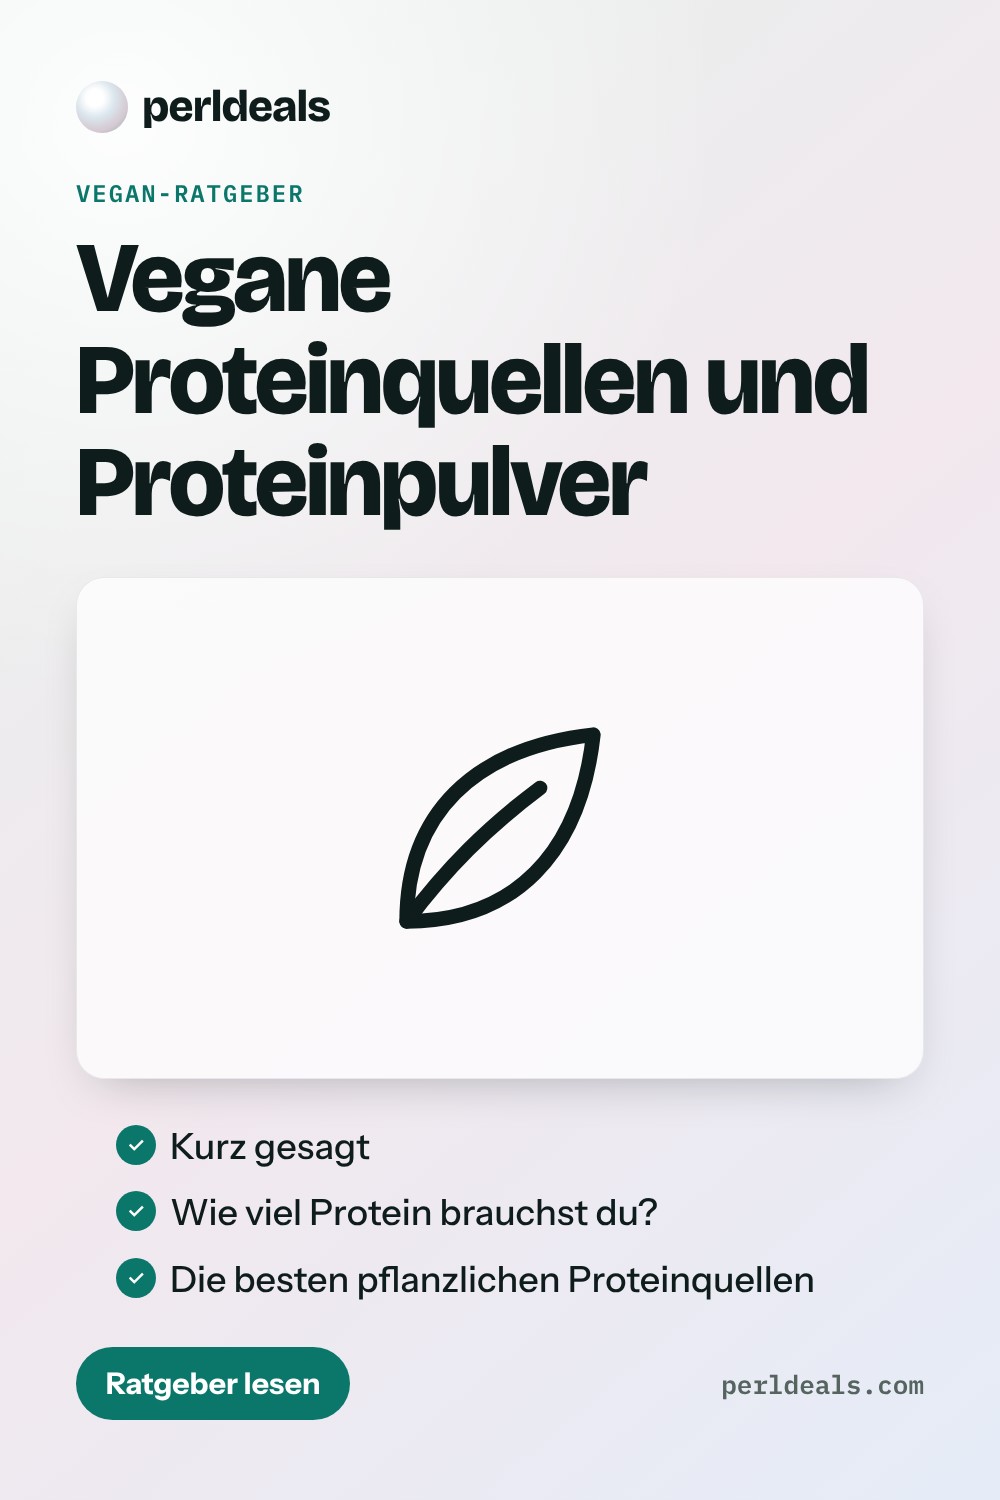 perldeals
VEGAN-RATGEBER
Vegane
Proteinquellen und
Proteinpulver
Kurz gesagt
Wie viel Protein brauchst du?
Die besten pflanzlichen Proteinquellen
Ratgeber lesen
perldeals.com